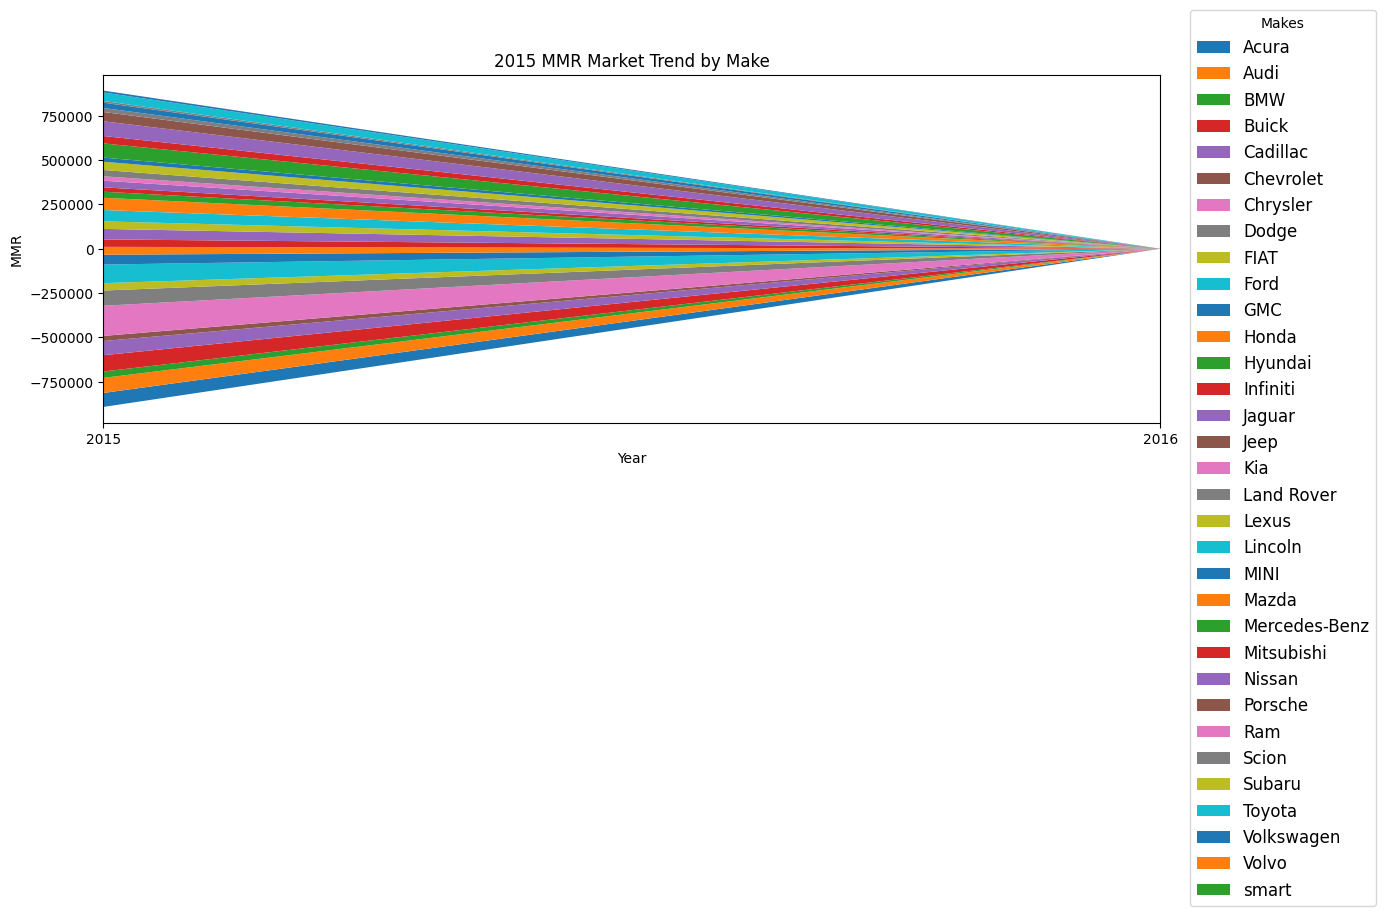 2015 MMR Market Trend by Make
MMR
750000
500000
250000
0
−250000
−500000
−750000
2015
2016
Year
Makes
Acura
Audi
BMW
Buick
Cadillac
Chevrolet
Chrysler
Dodge
FIAT
Ford
GMC
Honda
Hyundai
Infiniti
Jaguar
Jeep
Kia
Land Rover
Lexus
Lincoln
MINI
Mazda
Mercedes-Benz
Mitsubishi
Nissan
Porsche
Ram
Scion
Subaru
Toyota
Volkswagen
Volvo
smart